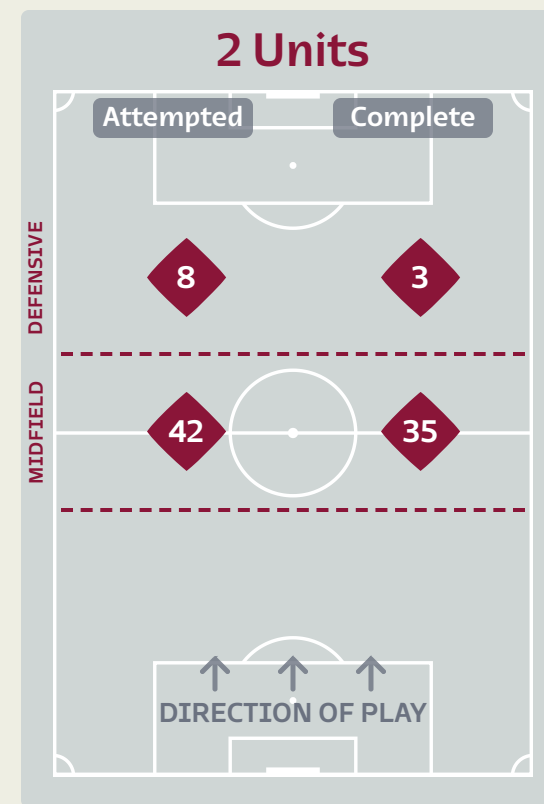 2 Units
Attempted Complete
DEFENSIVE
8 3
MIDFIELD
42 35
DIRECTION OF PLAY